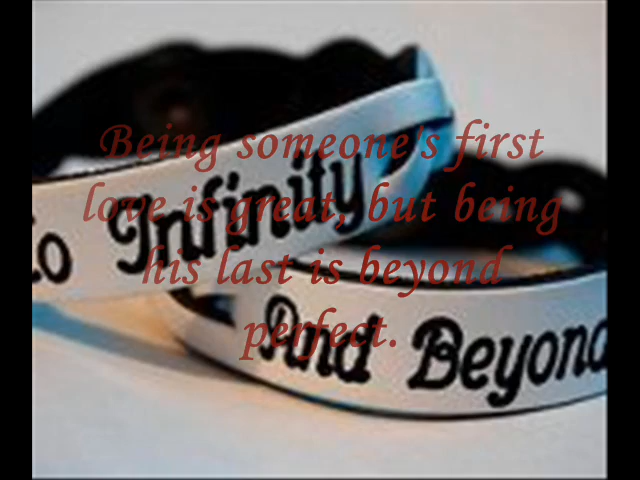 Being someone's first
love is great, but being
his last is beyond
perfect.
to Infinity
And Beyond